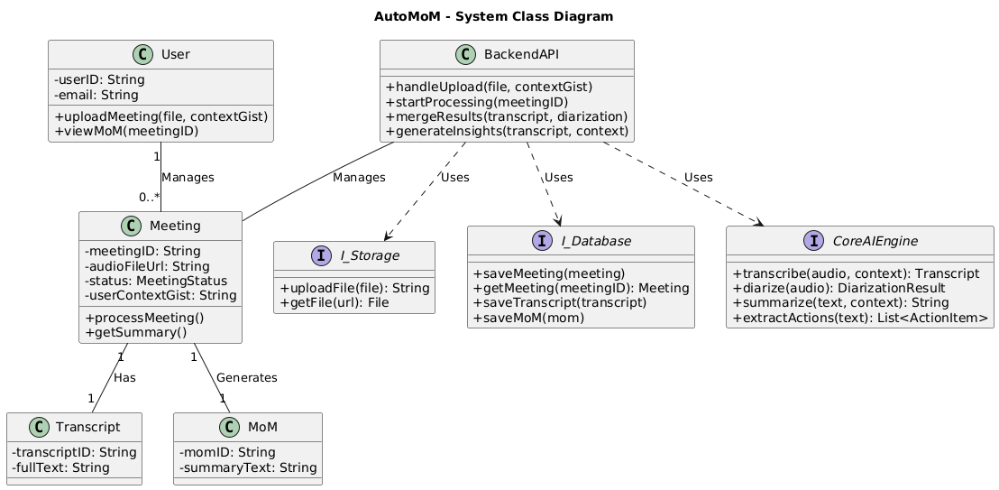 AutoMoM - System Class Diagram
C User
-userID: String
-email: String
+uploadMeeting(file, contextGist)
+viewMoM(meetingID)
C BackendAPI
+handleUpload(file, contextGist)
+startProcessing(meetingID)
+mergeResults(transcript, diarization)
+generateInsights(transcript, context)
1
Manages
0..*
Manages
Uses
Uses
Uses
C Meeting
-meetingID: String
-audioFileUrl: String
-status: MeetingStatus
-userContextGist: String
+processMeeting()
+getSummary()
I I_Storage
+uploadFile(file): String
+getFile(url): File
I I_Database
+saveMeeting(meeting)
+getMeeting(meetingID): Meeting
+saveTranscript(transcript)
+saveMoM(mom)
I CoreAIEngine
+transcribe(audio, context): Transcript
+diarize(audio): DiarizationResult
+summarize(text, context): String
+extractActions(text): List<ActionItem>
1
Has
1
1
Generates
1
C Transcript
-transcriptID: String
-fullText: String
C MoM
-momID: String
-summaryText: String